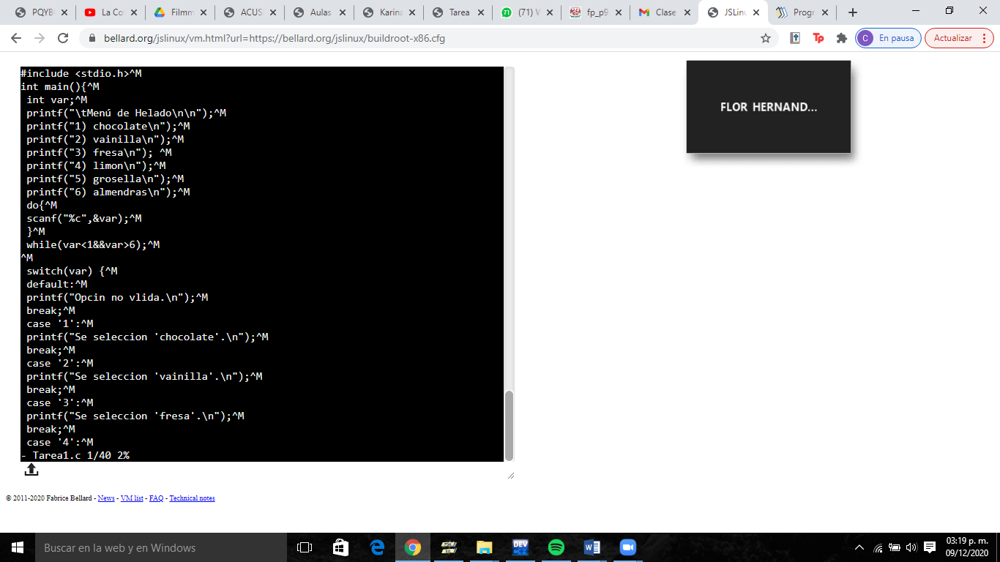 PQYB
La Co
Filmm
ACUS
Aulas
Karina
Tarea
71 (71) V
fp_p9
Clase
JSLinu
Progr
bellard.org/jslinux/vm.html?url=https://bellard.org/jslinux/buildroot-x86.cfg
Tp
C En pausa
Actualizar
#include <stdio.h>^M
int main(){^M
 int var;^M
 printf("\tMenú de Helado\n\n");^M
 printf("1) chocolate\n");^M
 printf("2) vainilla\n");^M
 printf("3) fresa\n"); ^M
 printf("4) limon\n");^M
 printf("5) grosella\n");^M
 printf("6) almendras\n");^M
 do{^M
 scanf("%c",&var);^M
 }^M
 while(var<1&&var>6);^M
^M
 switch(var) {^M
 default:^M
 printf("Opcin no vlida.\n");^M
 break;^M
 case '1':^M
 printf("Se seleccion 'chocolate'.\n");^M
 break;^M
 case '2':^M
 printf("Se seleccion 'vainilla'.\n");^M
 break;^M
 case '3':^M
 printf("Se seleccion 'fresa'.\n");^M
 break;^M
 case '4':^M
- Tarea1.c 1/40 2%
FLOR HERNAND...
© 2011-2020 Fabrice Bellard - News - VM list - FAQ - Technical notes
Buscar en la web y en Windows
DEV
03:19 p. m.
09/12/2020